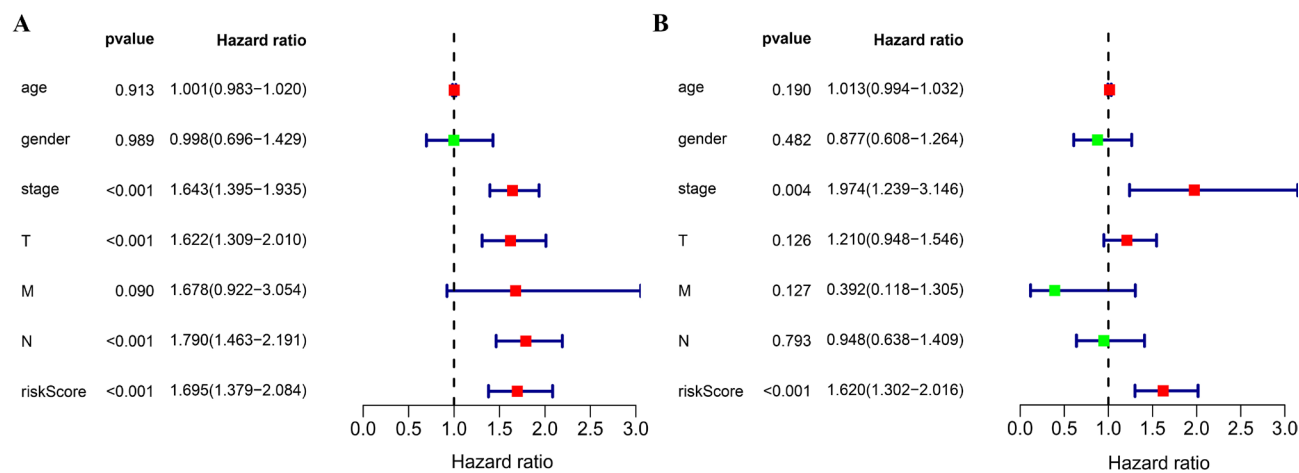 A
pvalue Hazard ratio
age 0.913 1.001(0.983−1.020)
gender 0.989 0.998(0.696−1.429)
stage <0.001 1.643(1.395−1.935)
T <0.001 1.622(1.309−2.010)
M 0.090 1.678(0.922−3.054)
N <0.001 1.790(1.463−2.191)
riskScore <0.001 1.695(1.379−2.084)
0.0 0.5 1.0 1.5 2.0 2.5 3.0
Hazard ratio
B
pvalue Hazard ratio
age 0.190 1.013(0.994−1.032)
gender 0.482 0.877(0.608−1.264)
stage 0.004 1.974(1.239−3.146)
T 0.126 1.210(0.948−1.546)
M 0.127 0.392(0.118−1.305)
N 0.793 0.948(0.638−1.409)
riskScore <0.001 1.620(1.302−2.016)
0.0 0.5 1.0 1.5 2.0 2.5 3.0
Hazard ratio